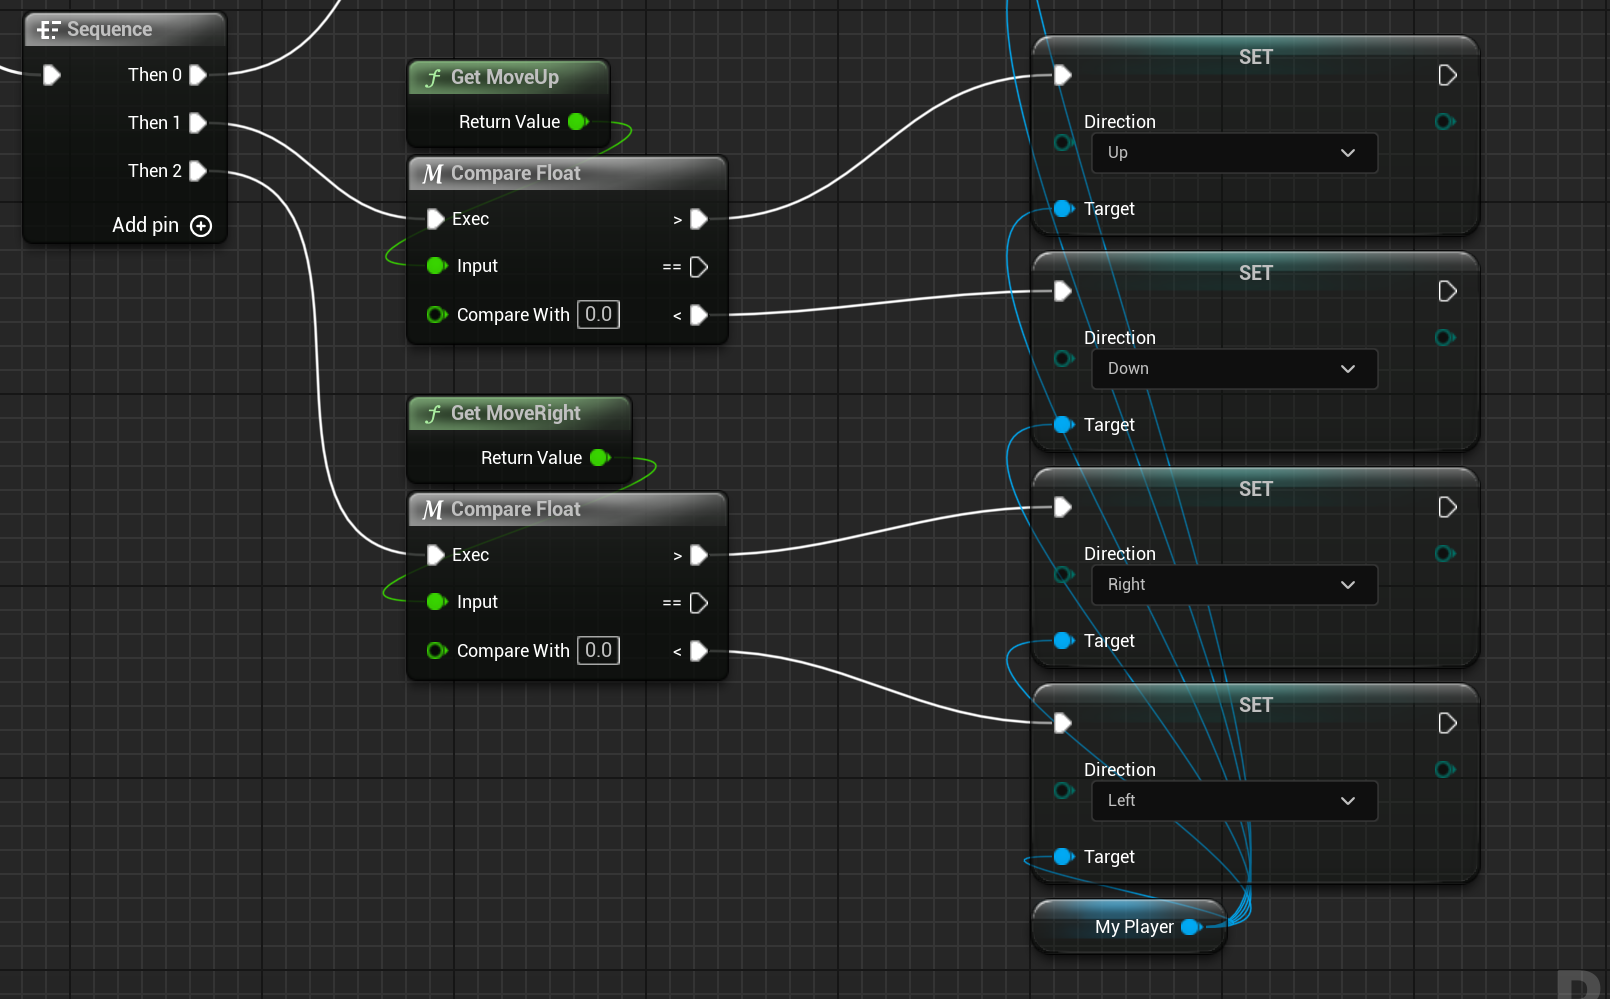 Sequence
Then 0
Then 1
Then 2
Add pin
Get MoveUp
Return Value
Compare Float
Exec >
Input ==
Compare With 0.0 <
Get MoveRight
Return Value
Compare Float
Exec >
Input ==
Compare With 0.0 <
SET
Direction
Up
Target
SET
Direction
Down
Target
SET
Direction
Right
Target
SET
Direction
Left
Target
My Player